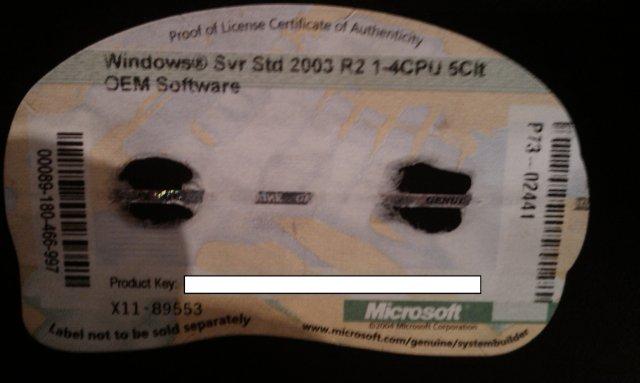 Proof of License Certificate of Authenticity
Windows® Svr Std 2003 R2 1-4CPU 5Clt
OEM Software
00089-180-466-997
P73-02441
GENUI
Product Key:
X11-89553
Microsoft
©2004 Microsoft Corporation
Label not to be sold separately
www.microsoft.com/genuine/systembuilder